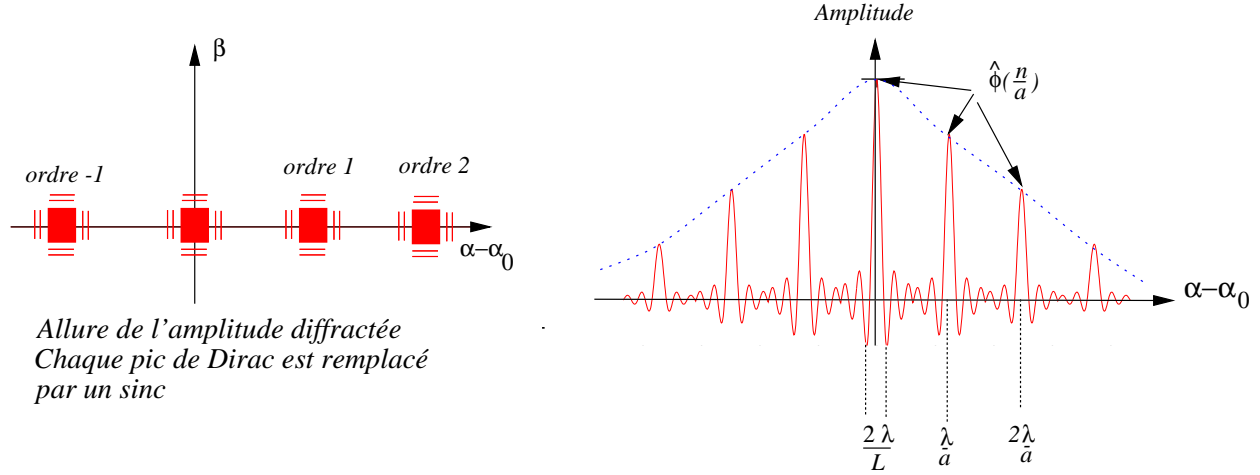 β
ordre -1
ordre 1
ordre 2
α−α₀
Allure de l'amplitude diffractée
Chaque pic de Dirac est remplacé
par un sinc
Amplitude
ϕ̂(n/a)
α−α₀
2λ/L
λ/a
2λ/a